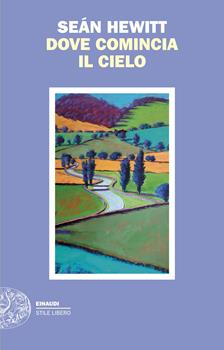 SEÁN HEWITT
DOVE COMINCIA
IL CIELO
EINAUDI
STILE LIBERO